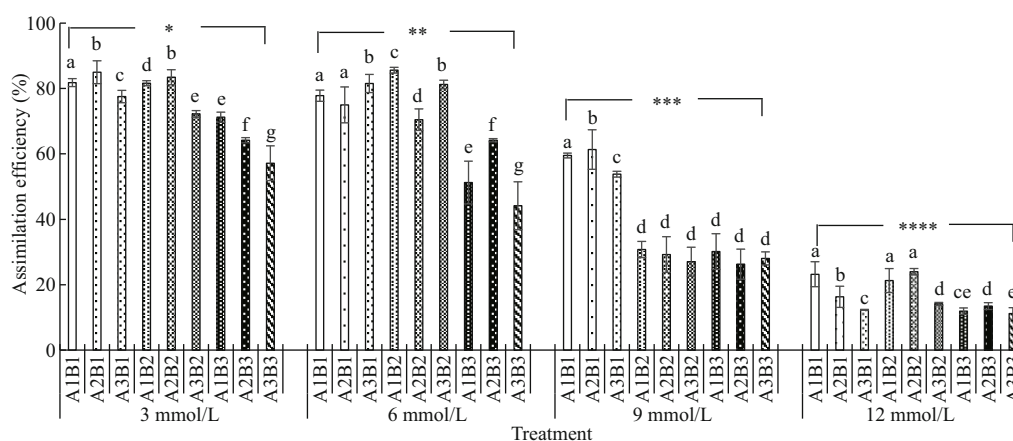 100
80
60
40
20
0
Assimilation efficiency (%)
*
a b c d b e e f g
**
a a b c d b e f g
***
a b c d d d d d d
****
a b c a a d ce d e
A1B1 A2B1 A3B1 A1B2 A2B2 A3B2 A1B3 A2B3 A3B3
A1B1 A2B1 A3B1 A1B2 A2B2 A3B2 A1B3 A2B3 A3B3
A1B1 A2B1 A3B1 A1B2 A2B2 A3B2 A1B3 A2B3 A3B3
A1B1 A2B1 A3B1 A1B2 A2B2 A3B2 A1B3 A2B3 A3B3
3 mmol/L 6 mmol/L 9 mmol/L 12 mmol/L
Treatment